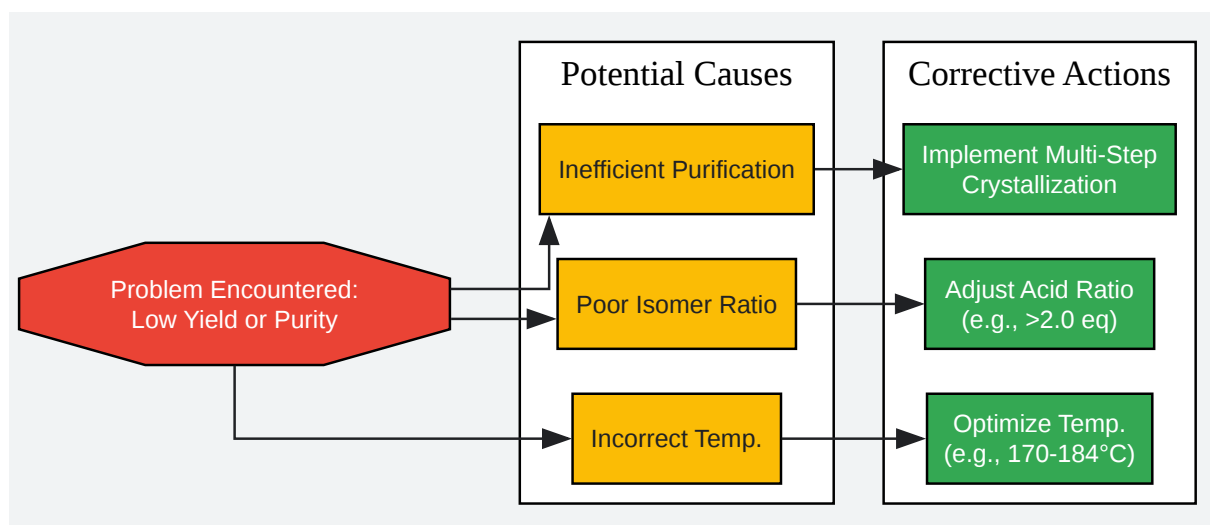 Potential Causes
Corrective Actions
Inefficient Purification
Implement Multi-Step
Crystallization
Problem Encountered:
Low Yield or Purity
Poor Isomer Ratio
Adjust Acid Ratio
(e.g., >2.0 eq)
Incorrect Temp.
Optimize Temp.
(e.g., 170-184°C)